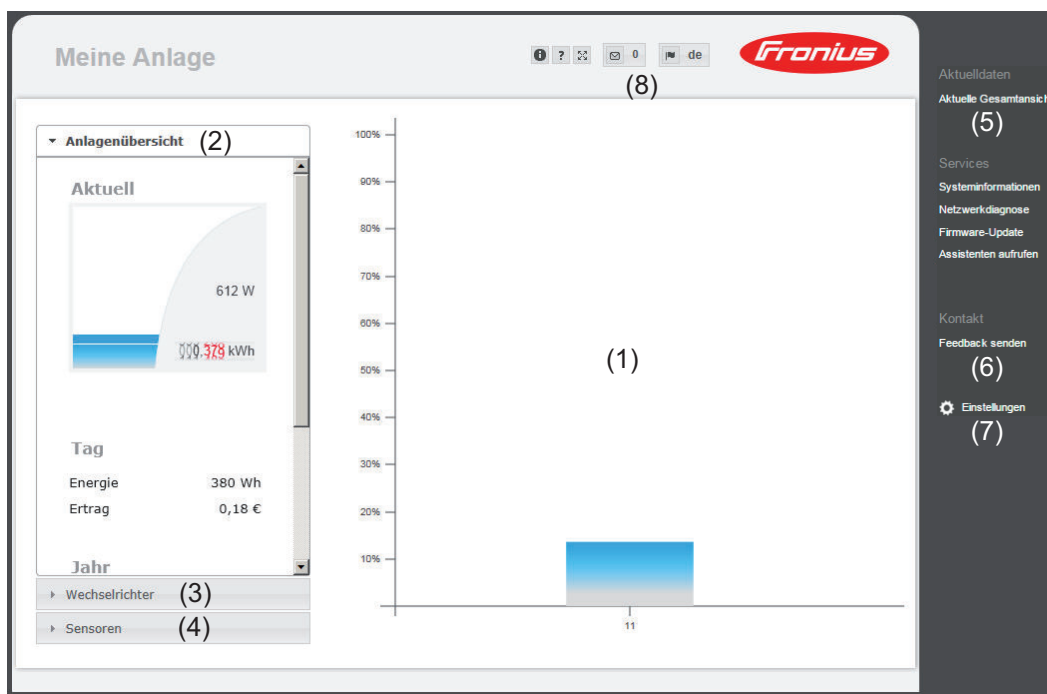 Meine Anlage
i ? 0 de
Fronius
(8)
Anlagenübersicht (2)
Aktuell
612 W
000.379 kWh
Tag
Energie 380 Wh
Ertrag 0,18 €
Jahr
Wechselrichter (3)
Sensoren (4)
100%
90%
80%
70%
60%
50%
40%
30%
20%
10%
(1)
11
Aktuelldaten
Aktuelle Gesamtansich
(5)
Services
Systeminformationen
Netzwerkdiagnose
Firmware-Update
Assistenten aufrufen
Kontakt
Feedback senden
(6)
Einstellungen
(7)